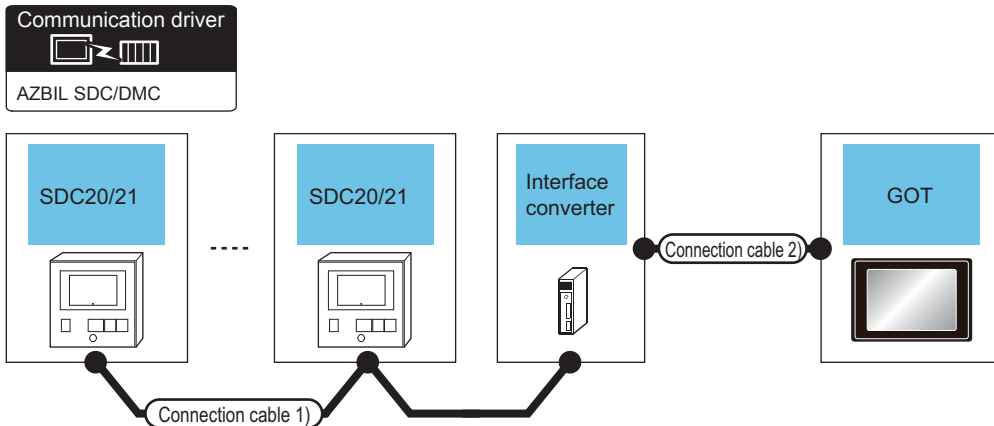 Communication driver
AZBIL SDC/DMC
SDC20/21
SDC20/21
Interface
converter
GOT
Connection cable 2)
Connection cable 1)